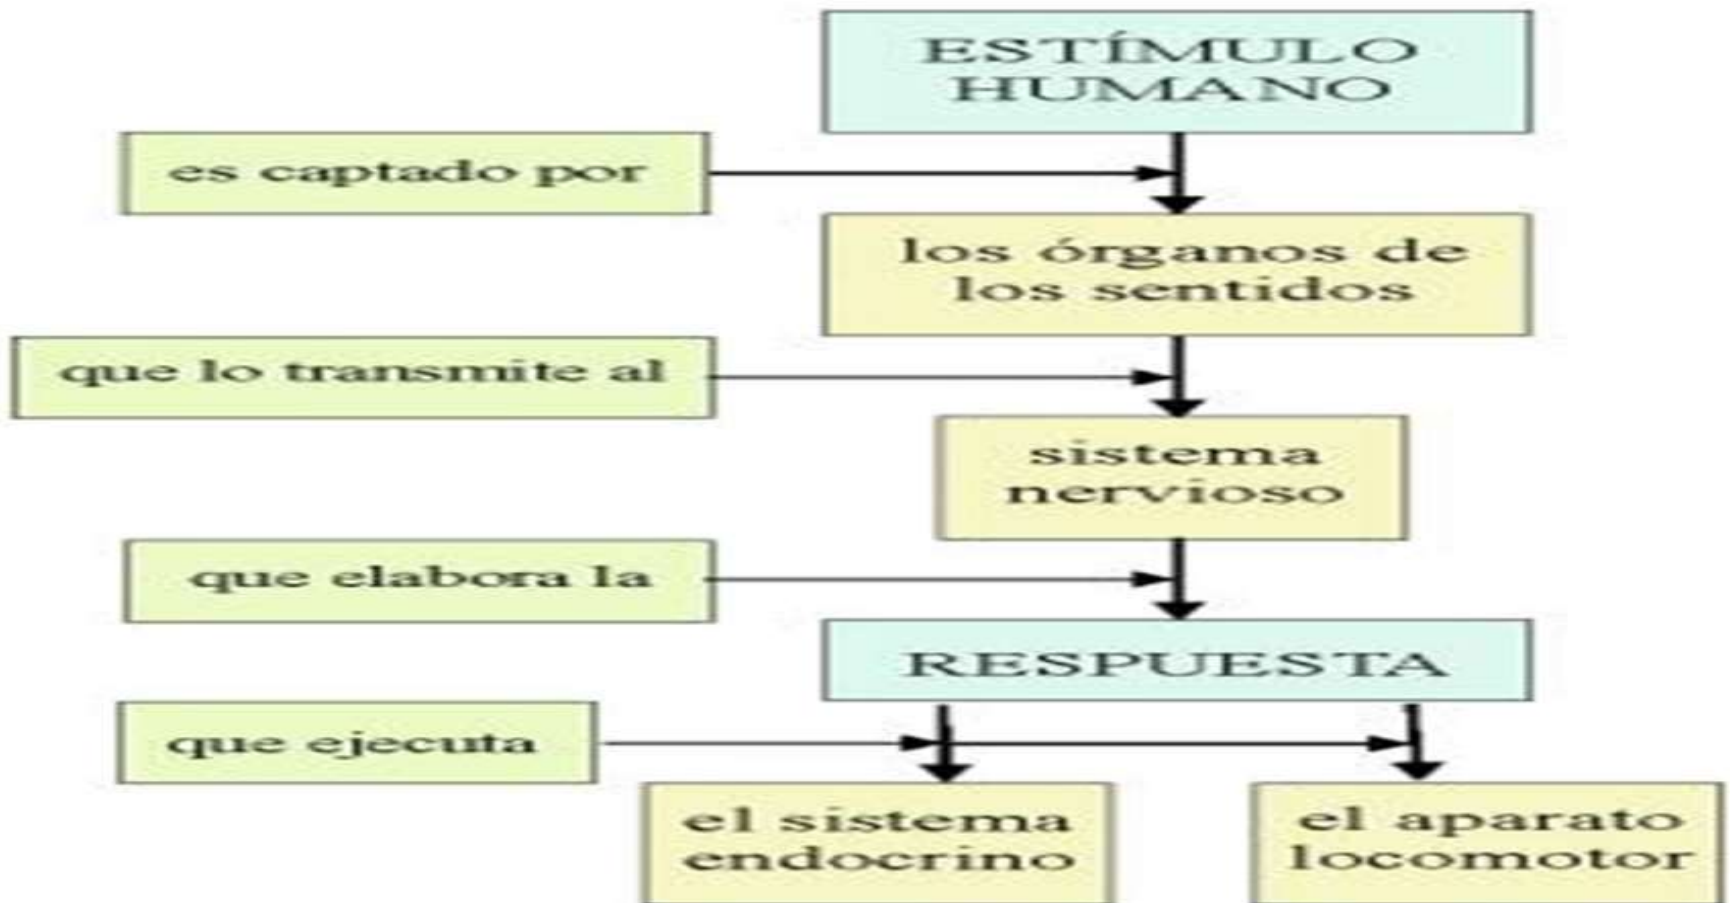 ESTÍMULO
HUMANO
es captado por
los órganos de
los sentidos
que lo transmite al
sistema
nervioso
que elabora la
RESPUESTA
que ejecuta
el sistema
endocrino
el aparato
locomotor